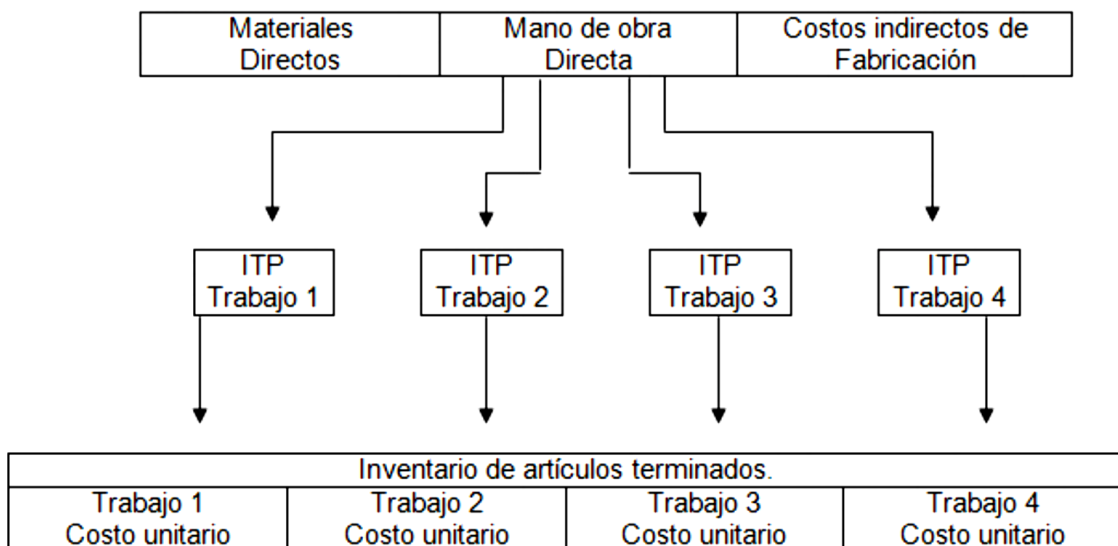 Materiales
Directos
Mano de obra
Directa
Costos indirectos de
Fabricación
ITP
Trabajo 1
ITP
Trabajo 2
ITP
Trabajo 3
ITP
Trabajo 4
Inventario de artículos terminados.
Trabajo 1
Costo unitario
Trabajo 2
Costo unitario
Trabajo 3
Costo unitario
Trabajo 4
Costo unitario